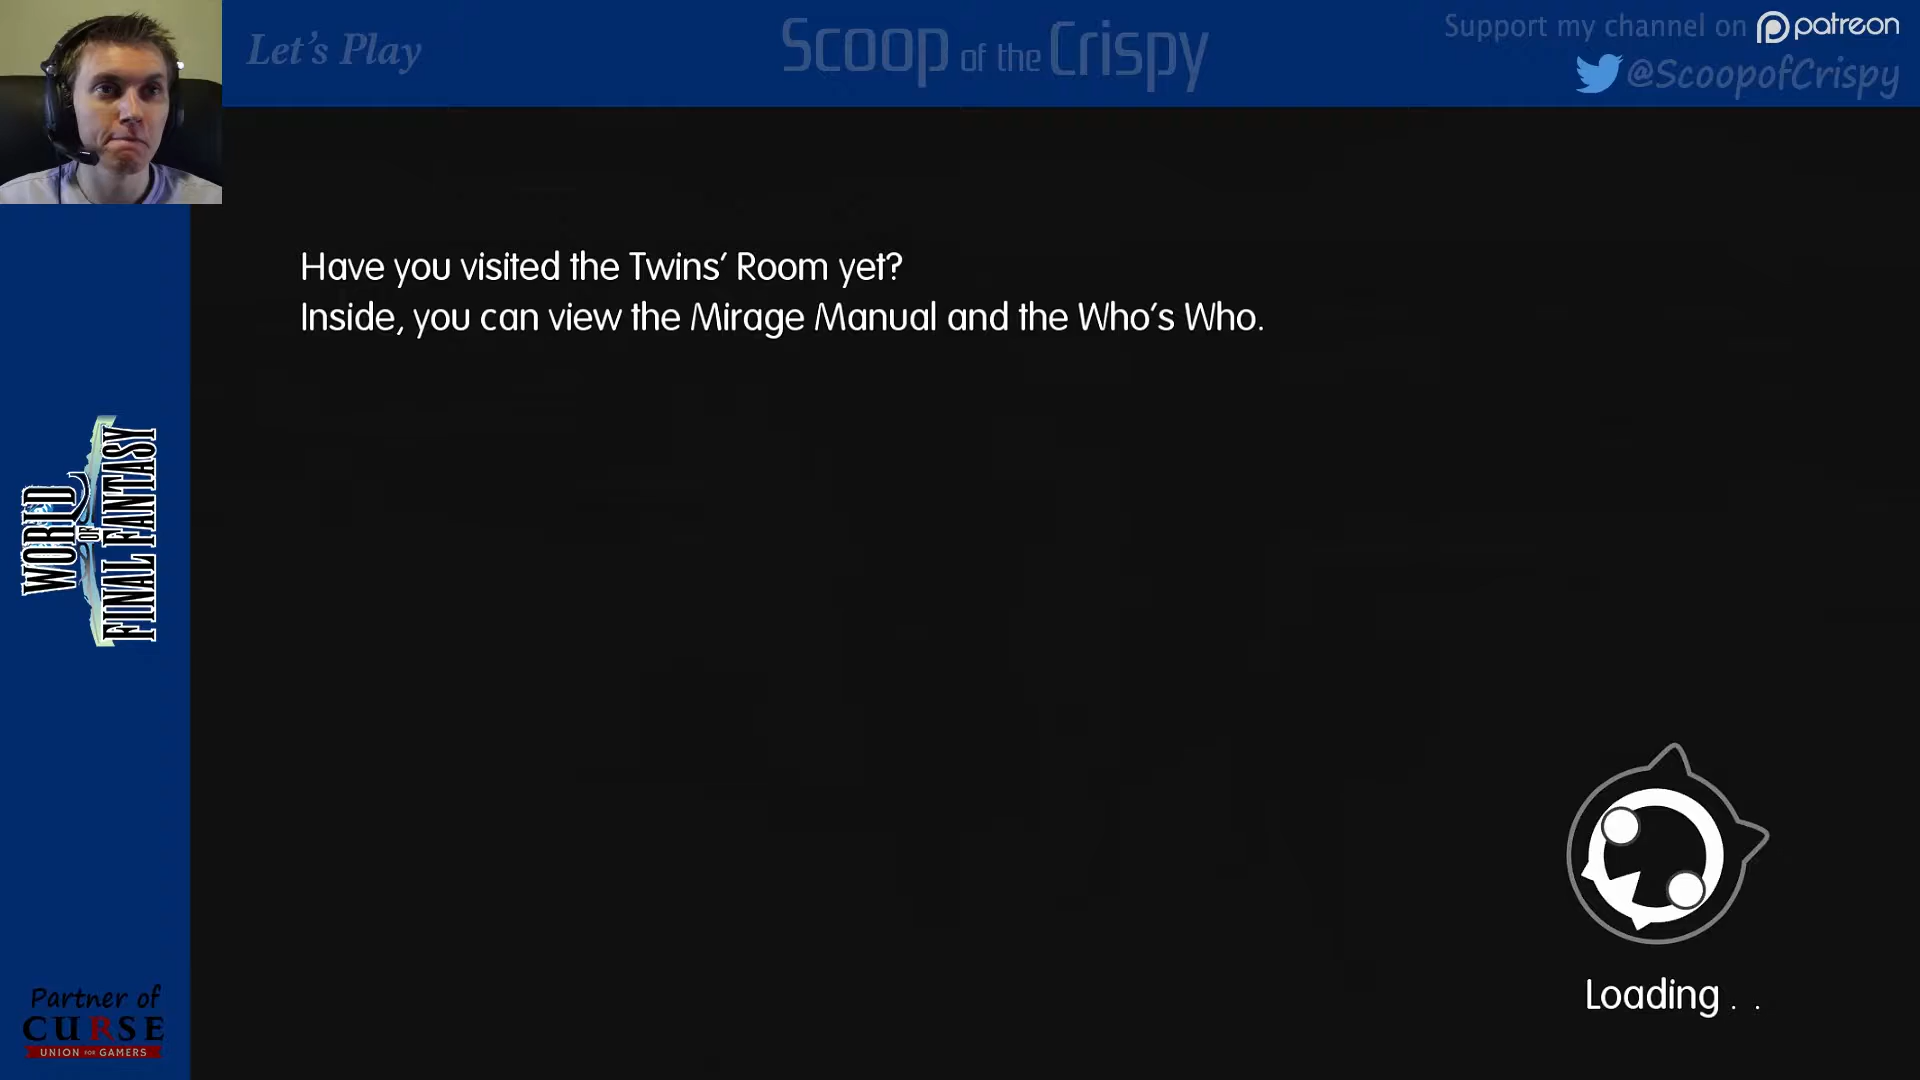 Let's Play
Scoop of the Crispy
Support my channel on patreon
@ScoopofCrispy
Have you visited the Twins' Room yet?
Inside, you can view the Mirage Manual and the Who's Who.
WORLD
OF
FINAL FANTASY
Loading . .
Partner of
CURSE
UNION FOR GAMERS